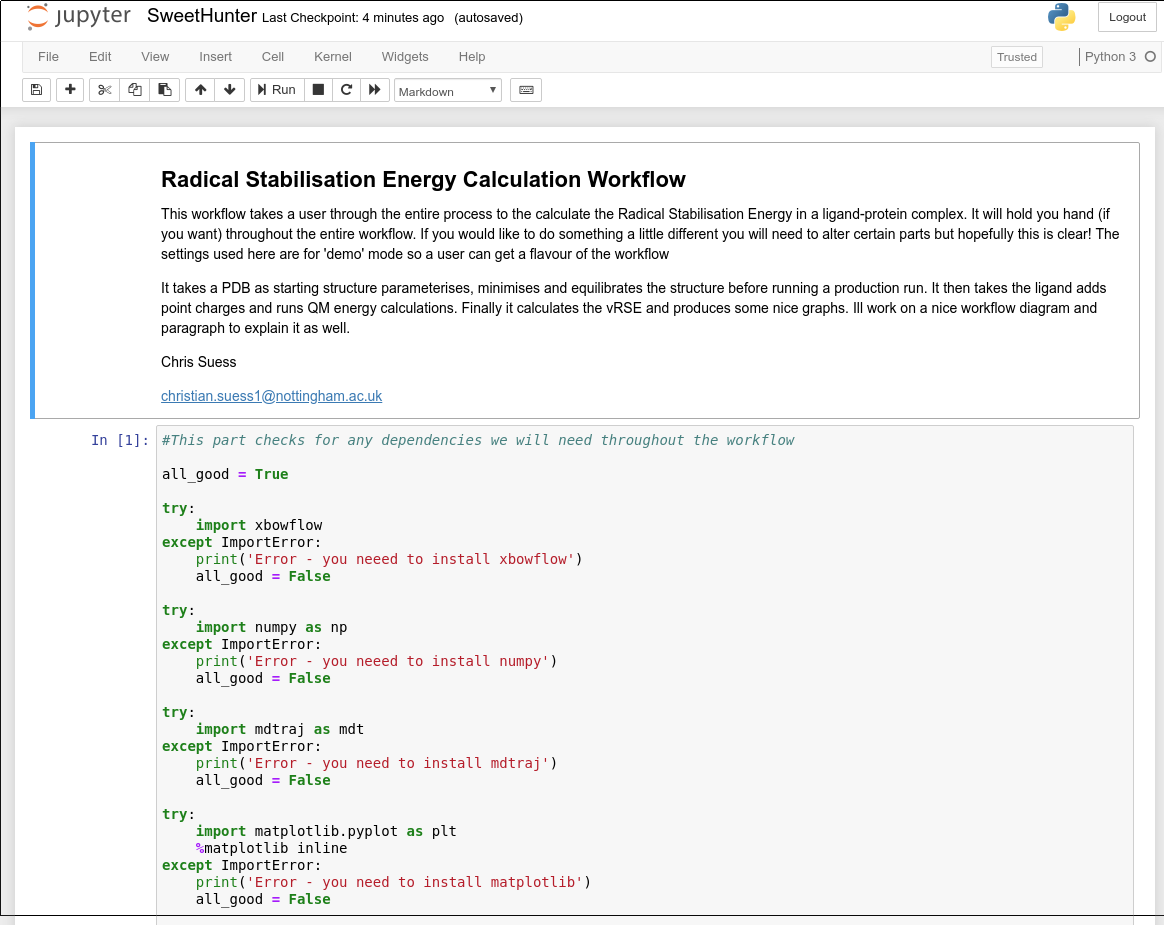 jupyter SweetHunter Last Checkpoint: 4 minutes ago (autosaved) Logout
File Edit View Insert Cell Kernel Widgets Help Trusted Python 3
Run Markdown
Radical Stabilisation Energy Calculation Workflow
This workflow takes a user through the entire process to the calculate the Radical Stabilisation Energy in a ligand-protein complex. It will hold you hand (if
you want) throughout the entire workflow. If you would like to do something a little different you will need to alter certain parts but hopefully this is clear! The
settings used here are for 'demo' mode so a user can get a flavour of the workflow
It takes a PDB as starting structure parameterises, minimises and equilibrates the structure before running a production run. It then takes the ligand adds
point charges and runs QM energy calculations. Finally it calculates the vRSE and produces some nice graphs. Ill work on a nice workflow diagram and
paragraph to explain it as well.
Chris Suess
christian.suess1@nottingham.ac.uk
In [1]: #This part checks for any dependencies we will need throughout the workflow
all_good = True
try:
    import xbowflow
except ImportError:
    print('Error - you neeed to install xbowflow')
    all_good = False
try:
    import numpy as np
except ImportError:
    print('Error - you neeed to install numpy')
    all_good = False
try:
    import mdtraj as mdt
except ImportError:
    print('Error - you need to install mdtraj')
    all_good = False
try:
    import matplotlib.pyplot as plt
    %matplotlib inline
except ImportError:
    print('Error - you need to install matplotlib')
    all_good = False